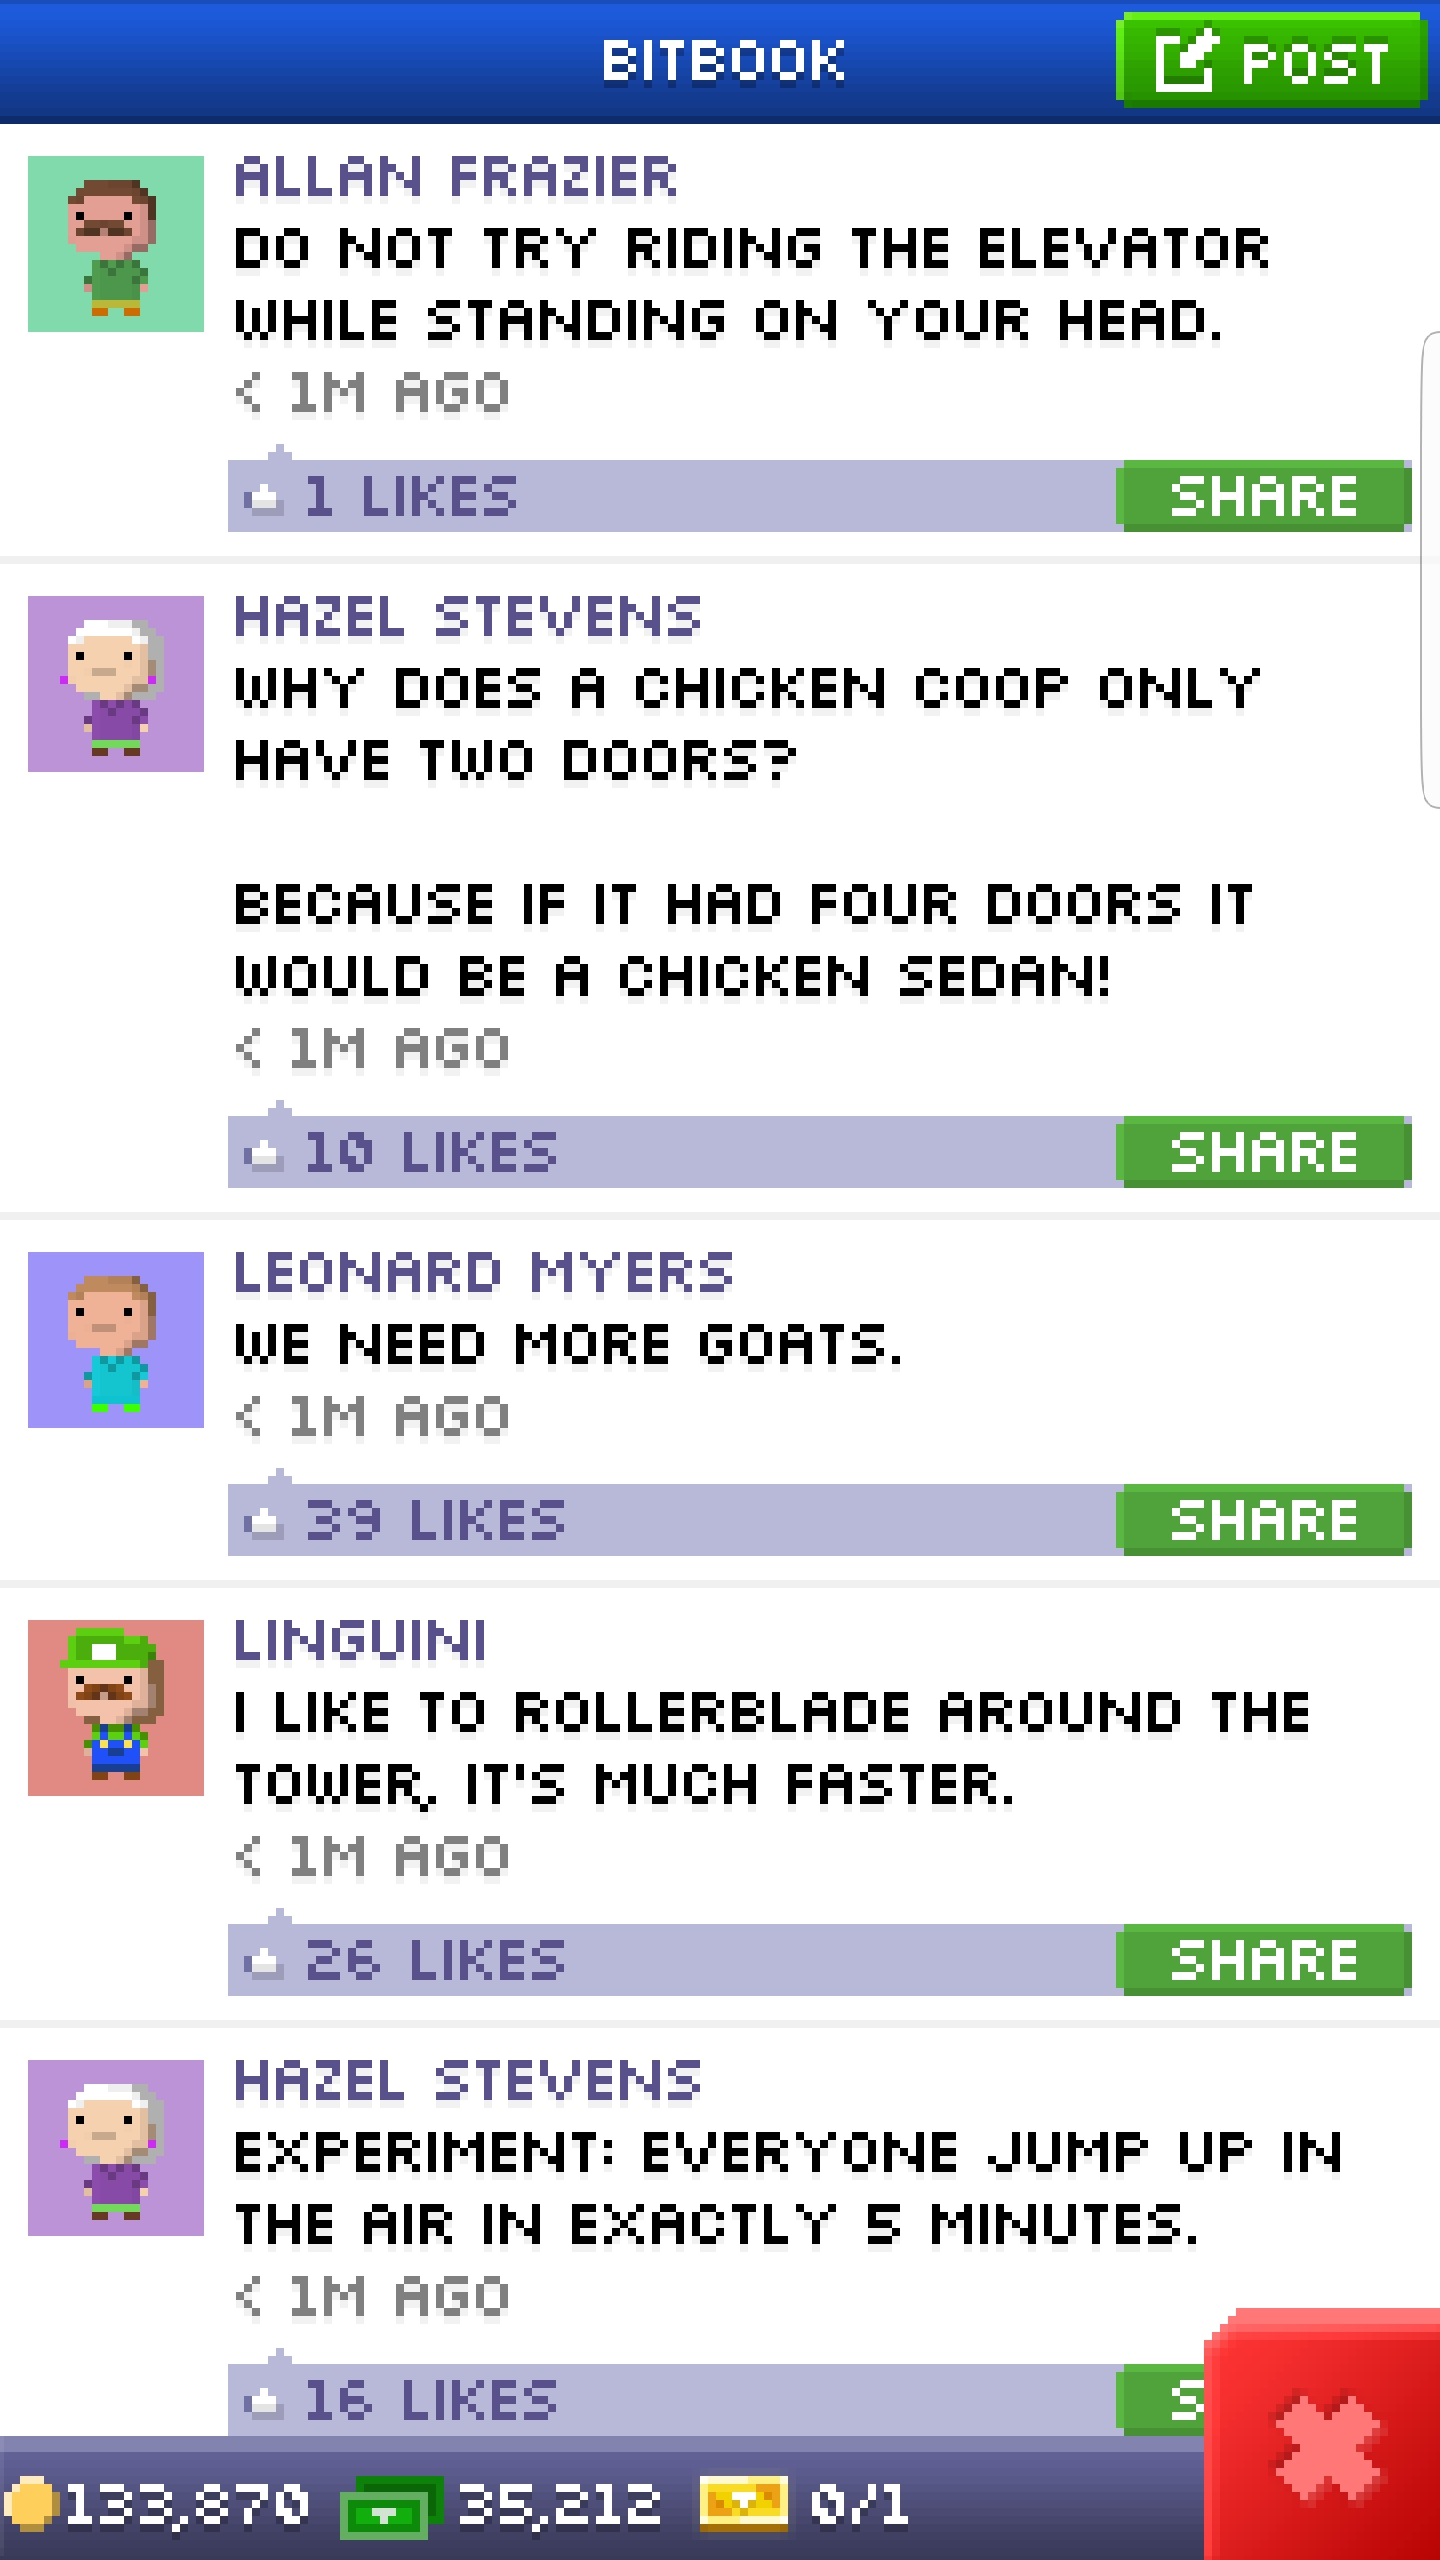 BITBOOK
POST
ALLAN FRAZIER
DO NOT TRY RIDING THE ELEVATOR
WHILE STANDING ON YOUR HEAD.
< 1M AGO
1 LIKES SHARE
HAZEL STEVENS
WHY DOES A CHICKEN COOP ONLY
HAVE TWO DOORS?
BECAUSE IF IT HAD FOUR DOORS IT
WOULD BE A CHICKEN SEDAN!
< 1M AGO
10 LIKES SHARE
LEONARD MYERS
WE NEED MORE GOATS.
< 1M AGO
39 LIKES SHARE
LINGUINI
I LIKE TO ROLLERBLADE AROUND THE
TOWER, IT'S MUCH FASTER.
< 1M AGO
26 LIKES SHARE
HAZEL STEVENS
EXPERIMENT: EVERYONE JUMP UP IN
THE AIR IN EXACTLY 5 MINUTES.
< 1M AGO
16 LIKES S
133,870 35,212 0/1